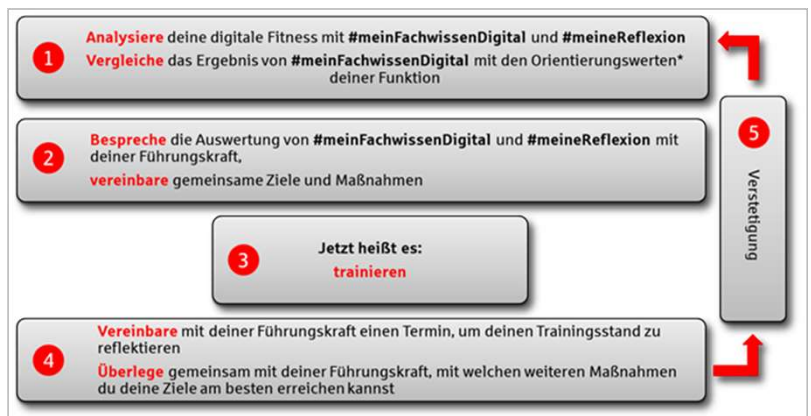 1
Analysiere deine digitale Fitness mit #meinFachwissenDigital und #meineReflexion
Vergleiche das Ergebnis von #meinFachwissenDigital mit den Orientierungswerten*
deiner Funktion
2
Bespreche die Auswertung von #meinFachwissenDigital und #meineReflexion mit
deiner Führungskraft,
vereinbare gemeinsame Ziele und Maßnahmen
3
Jetzt heißt es:
trainieren
4
Vereinbare mit deiner Führungskraft einen Termin, um deinen Trainingsstand zu
reflektieren
Überlege gemeinsam mit deiner Führungskraft, mit welchen weiteren Maßnahmen
du deine Ziele am besten erreichen kannst
5
Verstetigung